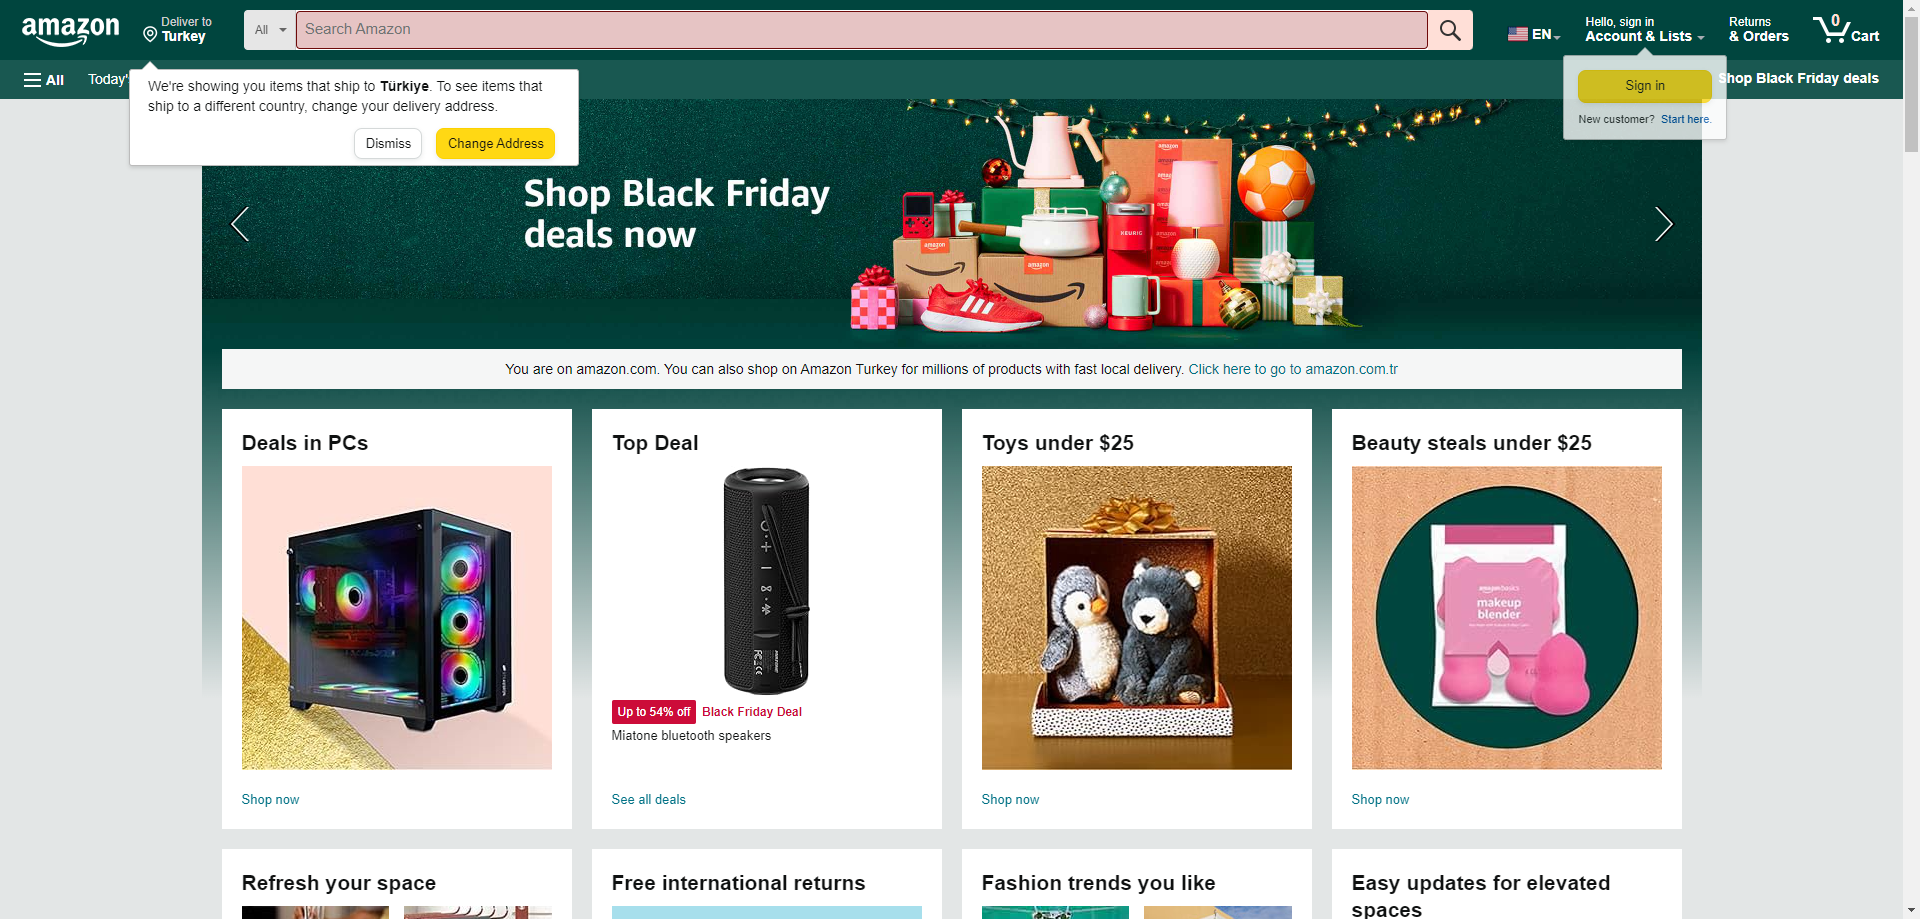 amazon
Deliver to
Turkey
All
Search Amazon
EN
Hello, sign in
Account & Lists
Returns
& Orders
0
Cart
All
Today's
Shop Black Friday deals
We're showing you items that ship to Türkiye. To see items that
ship to a different country, change your delivery address.
Dismiss
Change Address
Sign in
New customer? Start here.
Shop Black Friday
deals now
amazon
amazon
amazon
KEURIG
You are on amazon.com. You can also shop on Amazon Turkey for millions of products with fast local delivery. Click here to go to amazon.com.tr
Deals in PCs
Shop now
Top Deal
Up to 54% off
Black Friday Deal
Miatone bluetooth speakers
See all deals
Toys under $25
Shop now
Beauty steals under $25
amazonbasics
makeup
blender
Shop now
Refresh your space
Free international returns
Fashion trends you like
Easy updates for elevated
spaces